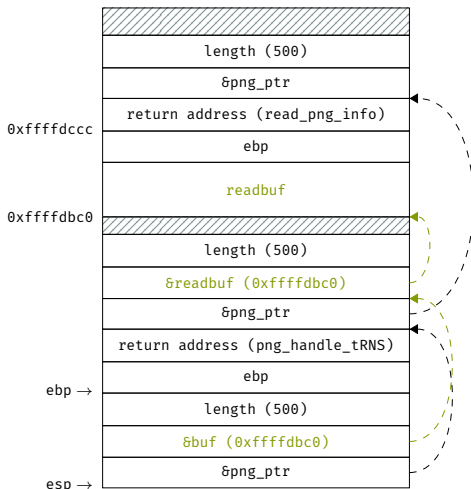 length (500)
&png_ptr
return address (read_png_info)
0xffffdccc
ebp
readbuf
0xffffdbc0
length (500)
&readbuf (0xffffdbc0)
&png_ptr
return address (png_handle_tRNS)
ebp
ebp →
length (500)
&buf (0xffffdbc0)
&png_ptr
esp →